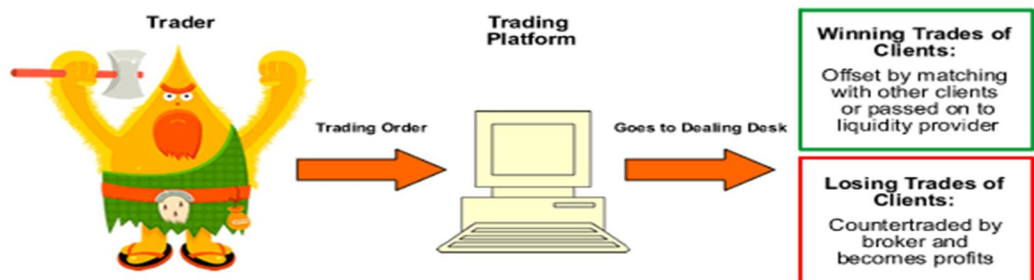 Trader
Trading
Platform
Trading Order
Goes to Dealing Desk
Winning Trades of
Clients:
Offset by matching
with other clients
or passed on to
liquidity provider
Losing Trades of
Clients:
Countertraded by
broker and
becomes profits